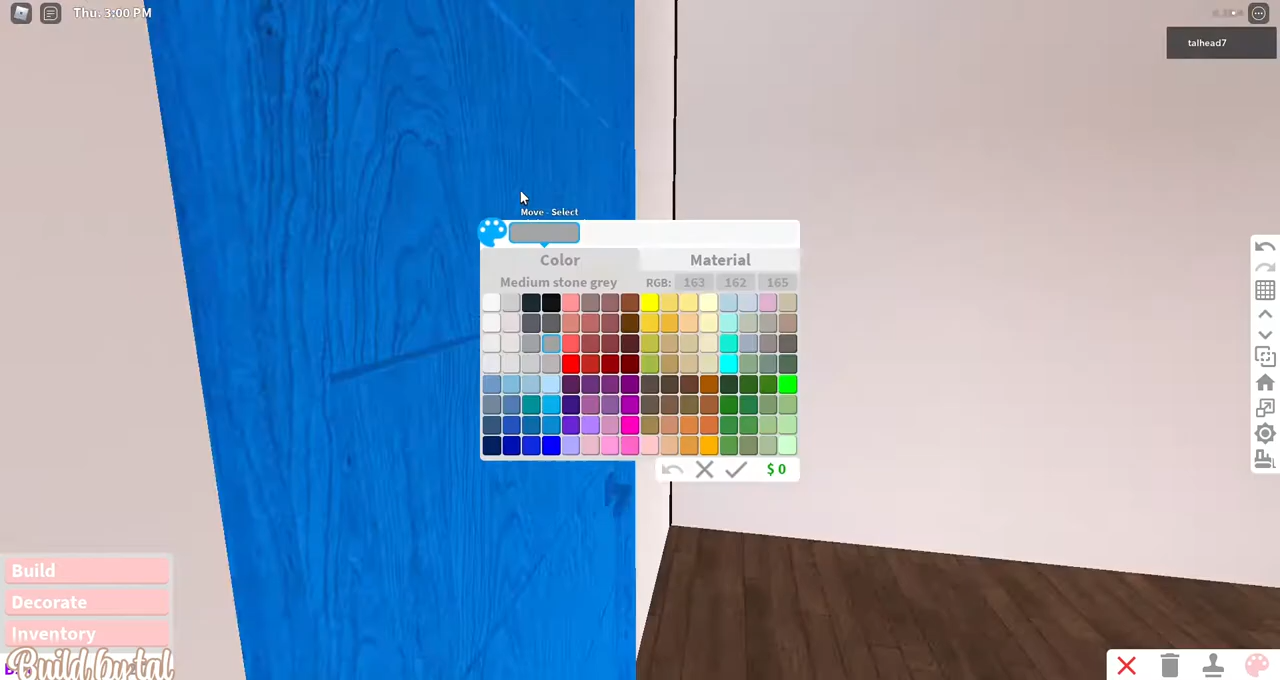 Thu. 3:00 PM
talhead7
Move - Select
Color
Material
Medium stone grey
RGB: 163 162 165
$ 0
Build
Decorate
Inventory
Build by tal